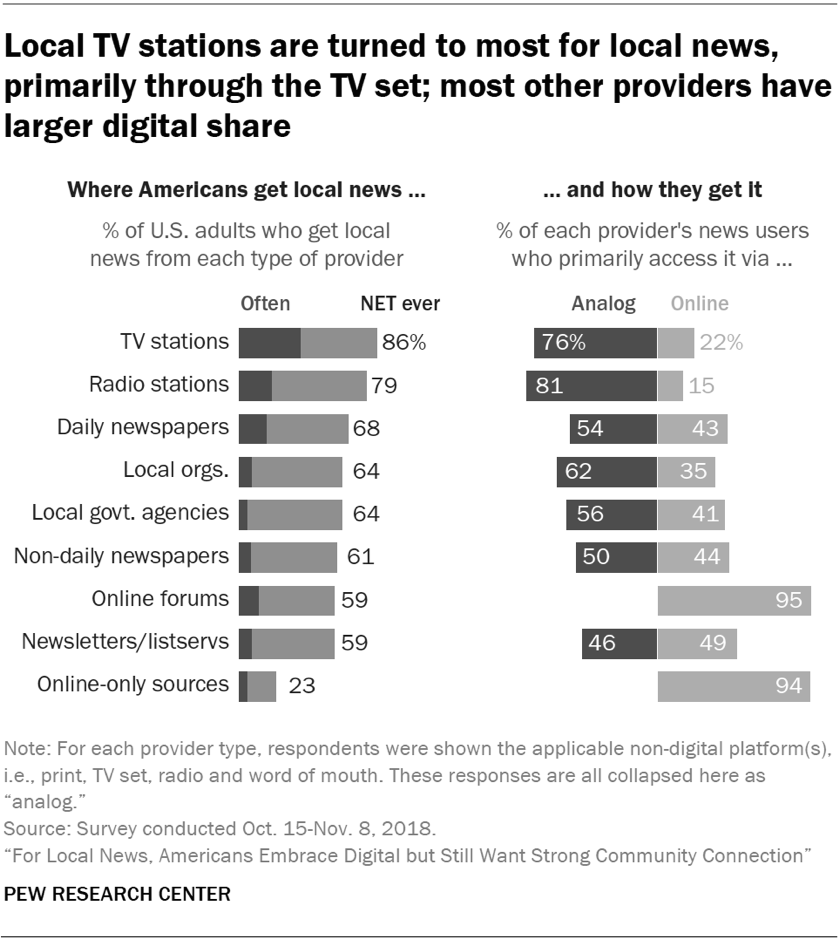 Local TV stations are turned to most for local news,
primarily through the TV set; most other providers have
larger digital share
Where Americans get local news ...
% of U.S. adults who get local
news from each type of provider
... and how they get it
% of each provider's news users
who primarily access it via ...
Often NET ever Analog Online
TV stations 86% 76% 22%
Radio stations 79 81 15
Daily newspapers 68 54 43
Local orgs. 64 62 35
Local govt. agencies 64 56 41
Non-daily newspapers 61 50 44
Online forums 59 95
Newsletters/listservs 59 46 49
Online-only sources 23 94
Note: For each provider type, respondents were shown the applicable non-digital platform(s),
i.e., print, TV set, radio and word of mouth. These responses are all collapsed here as
“analog.”
Source: Survey conducted Oct. 15-Nov. 8, 2018.
“For Local News, Americans Embrace Digital but Still Want Strong Community Connection”
PEW RESEARCH CENTER